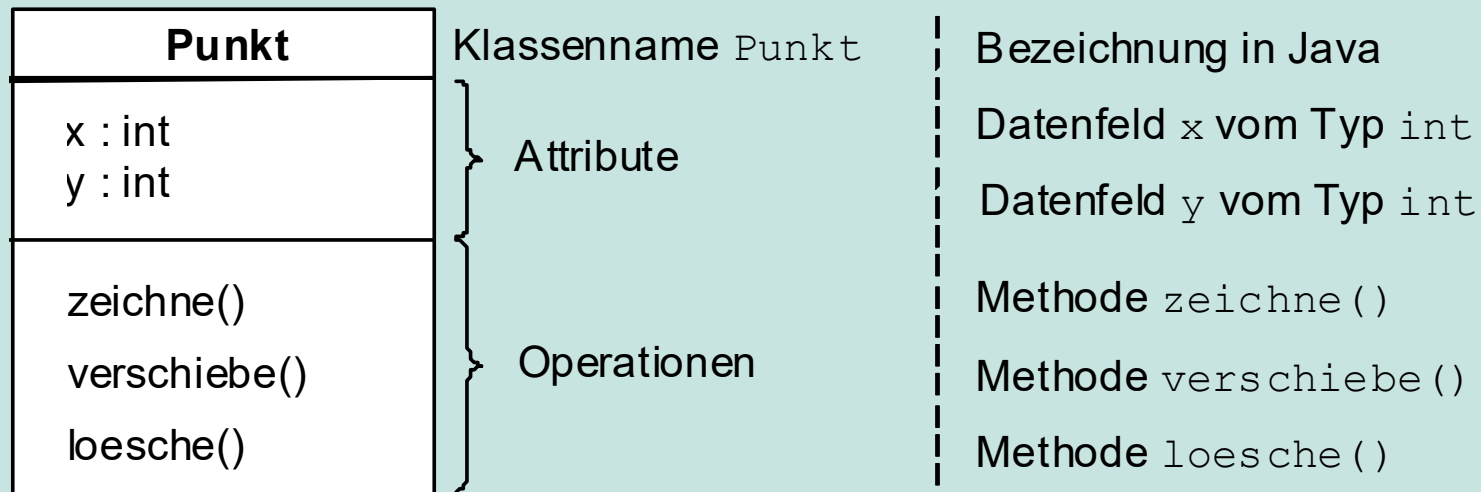 Punkt
Klassenname Punkt
Bezeichnung in Java
x : int
y : int
Attribute
Datenfeld x vom Typ int
Datenfeld y vom Typ int
zeichne()
verschiebe()
loesche()
Operationen
Methode zeichne()
Methode verschiebe()
Methode loesche()